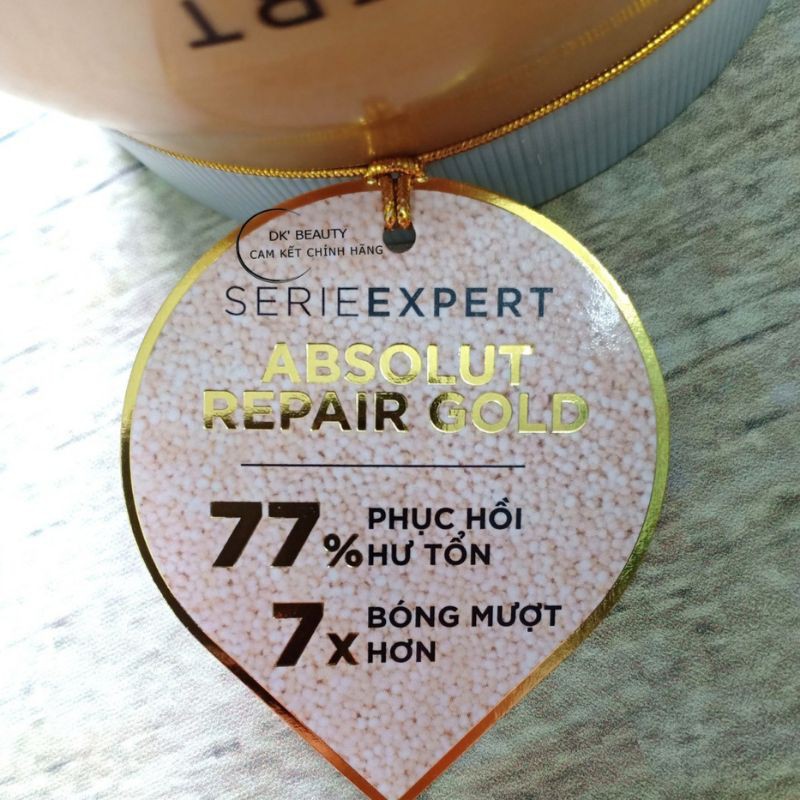 DK' BEAUTY
CAM KẾT CHÍNH HÃNG
SERIEEXPERT
ABSOLUT
REPAIR GOLD
77% PHỤC HỒI
HƯ TỔN
7x BÓNG MƯỢT
HƠN